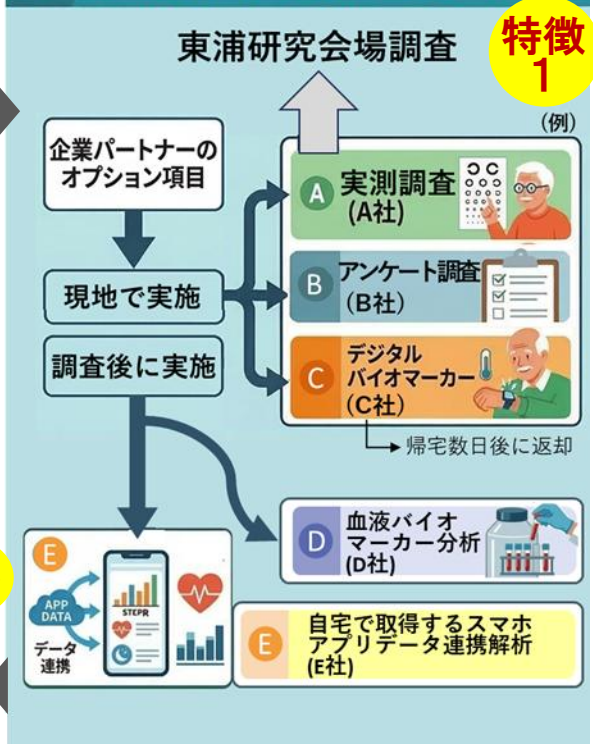 東浦研究会場調査
特徴
1
(例)
企業パートナーの
オプション項目
現地で実施
調査後に実施
A
実測調査
(A社)
B
アンケート調査
(B社)
C
デジタル
バイオマーカー
(C社)
帰宅数日後に返却
D
血液バイオ
マーカー分析
(D社)
E
APP
DATA
データ
連携
STEPR
E
自宅で取得するスマホ
アプリデータ連携解析
(E社)